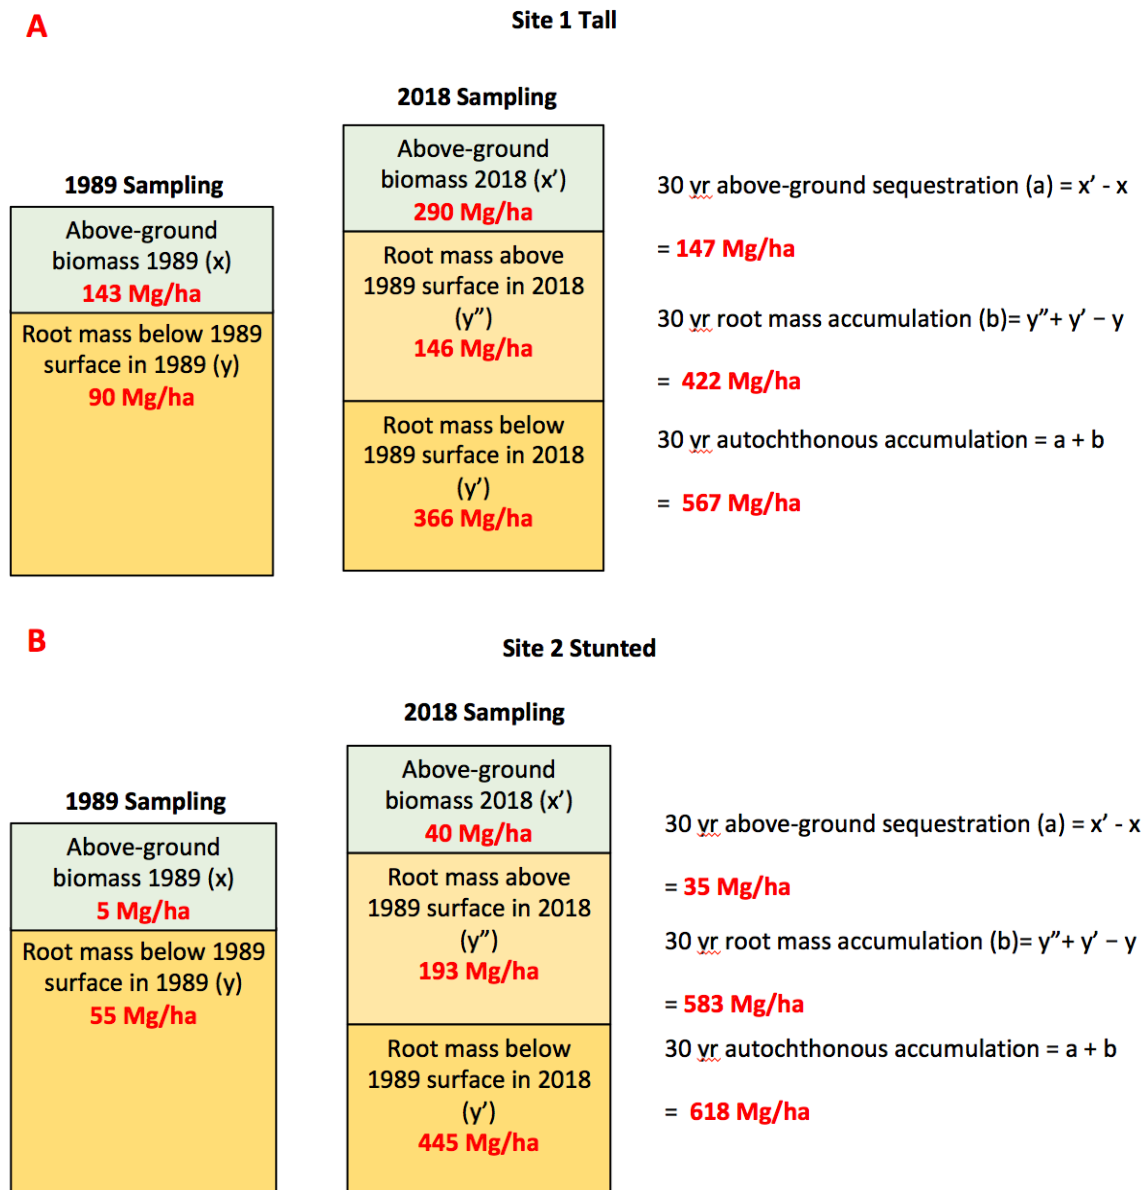 A
Site 1 Tall
2018 Sampling
1989 Sampling
Above-ground
biomass 1989 (x)
143 Mg/ha
Root mass below 1989
surface in 1989 (y)
90 Mg/ha
Above-ground
biomass 2018 (x’)
290 Mg/ha
Root mass above
1989 surface in 2018
(y”)
146 Mg/ha
Root mass below
1989 surface in 2018
(y’)
366 Mg/ha
30 yr above-ground sequestration (a) = x’ - x
= 147 Mg/ha
30 yr root mass accumulation (b)= y”+ y’ − y
= 422 Mg/ha
30 yr autochthonous accumulation = a + b
= 567 Mg/ha
B
Site 2 Stunted
2018 Sampling
1989 Sampling
Above-ground
biomass 1989 (x)
5 Mg/ha
Root mass below 1989
surface in 1989 (y)
55 Mg/ha
Above-ground
biomass 2018 (x’)
40 Mg/ha
Root mass above
1989 surface in 2018
(y”)
193 Mg/ha
Root mass below
1989 surface in 2018
(y’)
445 Mg/ha
30 yr above-ground sequestration (a) = x’ - x
= 35 Mg/ha
30 yr root mass accumulation (b)= y”+ y’ − y
= 583 Mg/ha
30 yr autochthonous accumulation = a + b
= 618 Mg/ha